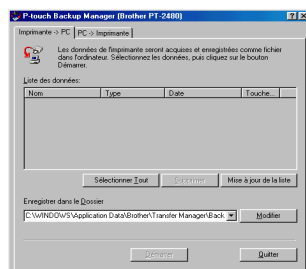 P-touch Backup Manager (Brother PT-2480)
Imprimante -> PC PC -> Imprimante
Les données de l'imprimante seront acquises et enregistrées comme fichier
dans l'ordinateur. Sélectionnez les données, puis cliquez sur le bouton
Démarrer.
Liste des données:
Nom Type Date Touche...
Sélectionner Tout Supprimer Mise à jour de la liste
Enregistrer dans le Dossier
C:\WINDOWS\Application Data\Brother\Transfer Manager\Back. Modifier
Démarrer Quitter